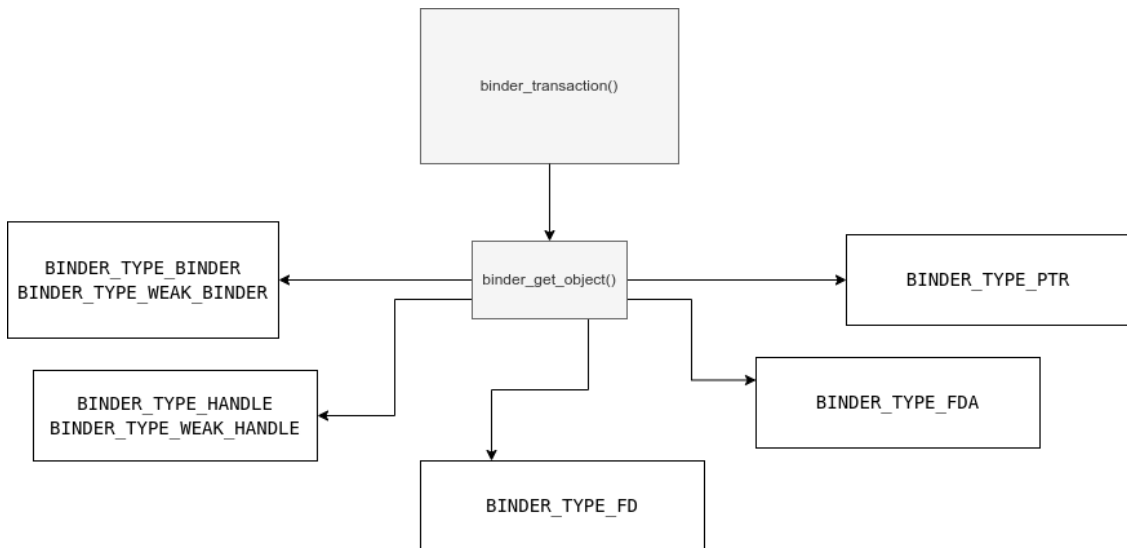 binder_transaction()
BINDER_TYPE_BINDER
BINDER_TYPE_WEAK_BINDER
binder_get_object()
BINDER_TYPE_PTR
BINDER_TYPE_HANDLE
BINDER_TYPE_WEAK_HANDLE
BINDER_TYPE_FDA
BINDER_TYPE_FD